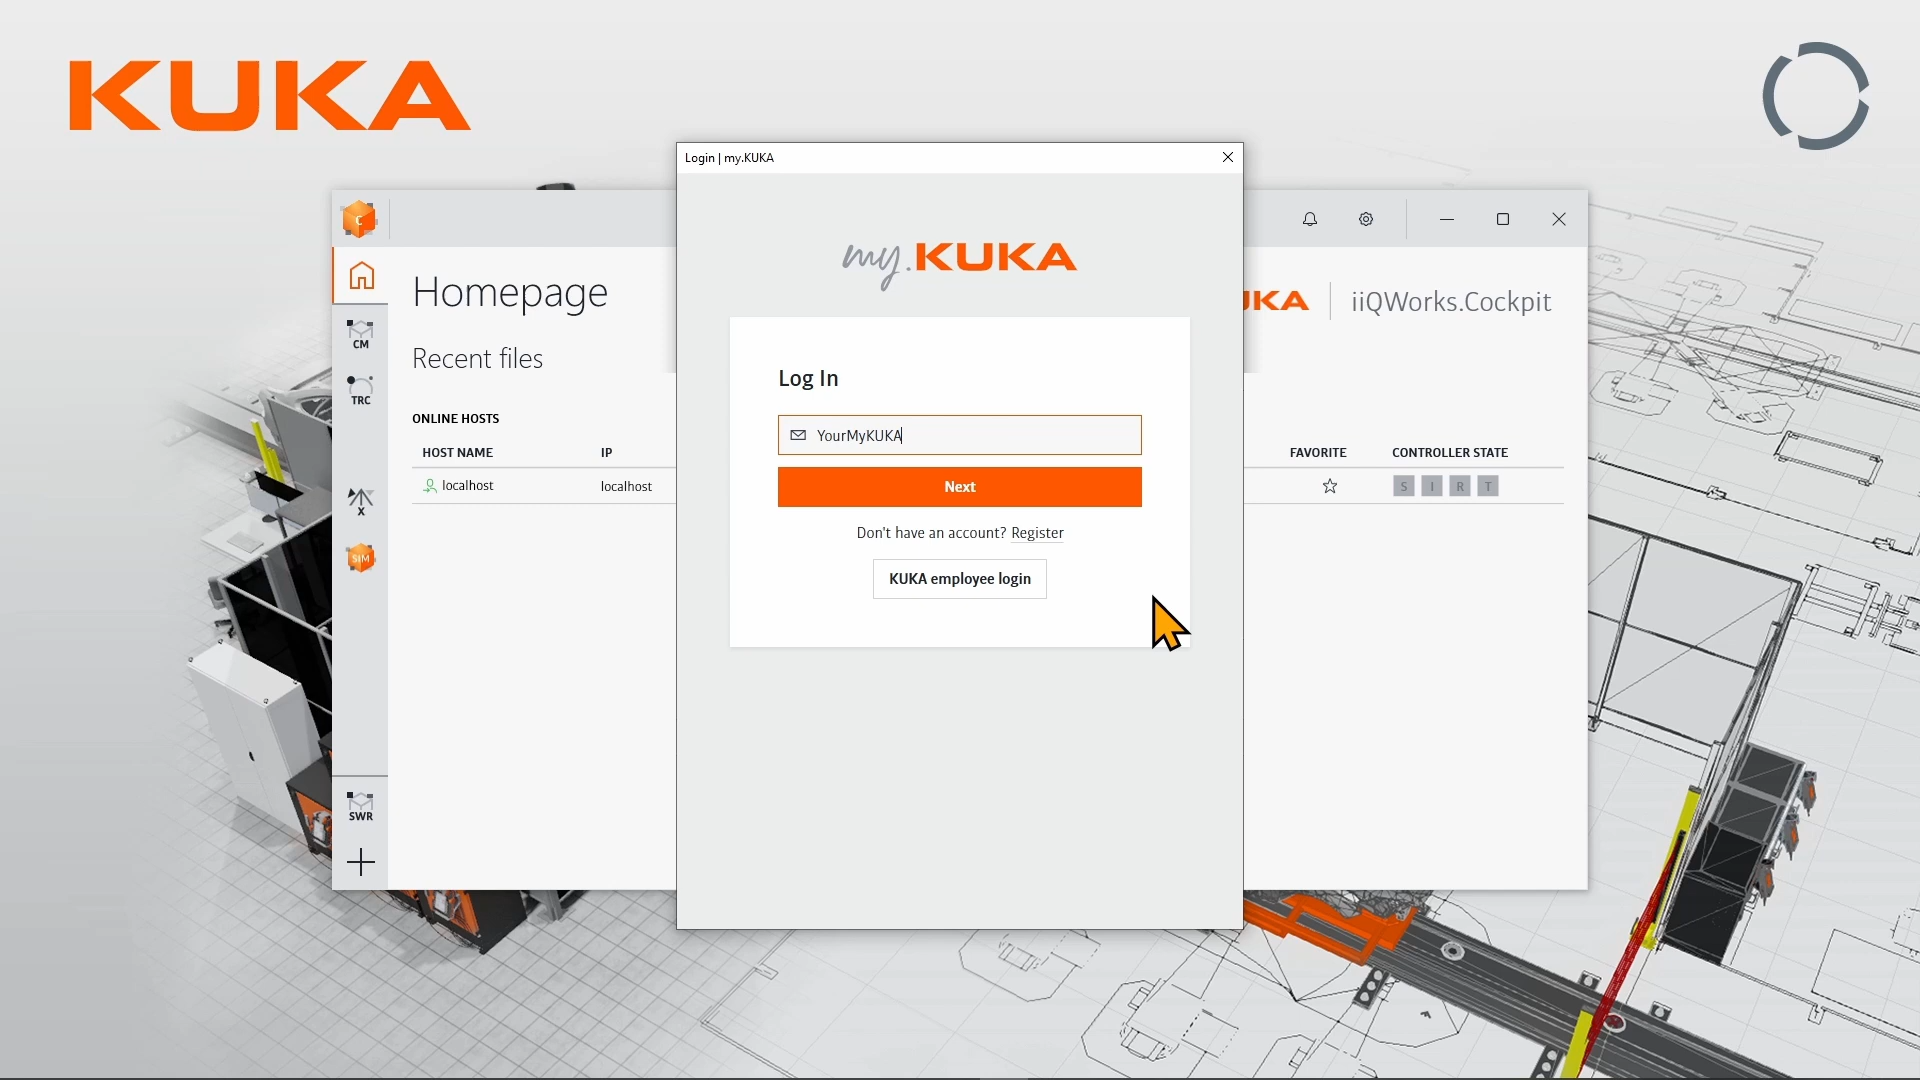 KUKA
Login | my.KUKA
C
my.KUKA
Homepage
UKA
iiQWorks.Cockpit
CM
Recent files
Log In
TRC
ONLINE HOSTS
YourMyKUKA
HOST NAME
IP
FAVORITE
CONTROLLER STATE
localhost
localhost
S I R T
Next
X
Don't have an account? Register
SIM
KUKA employee login
SWR